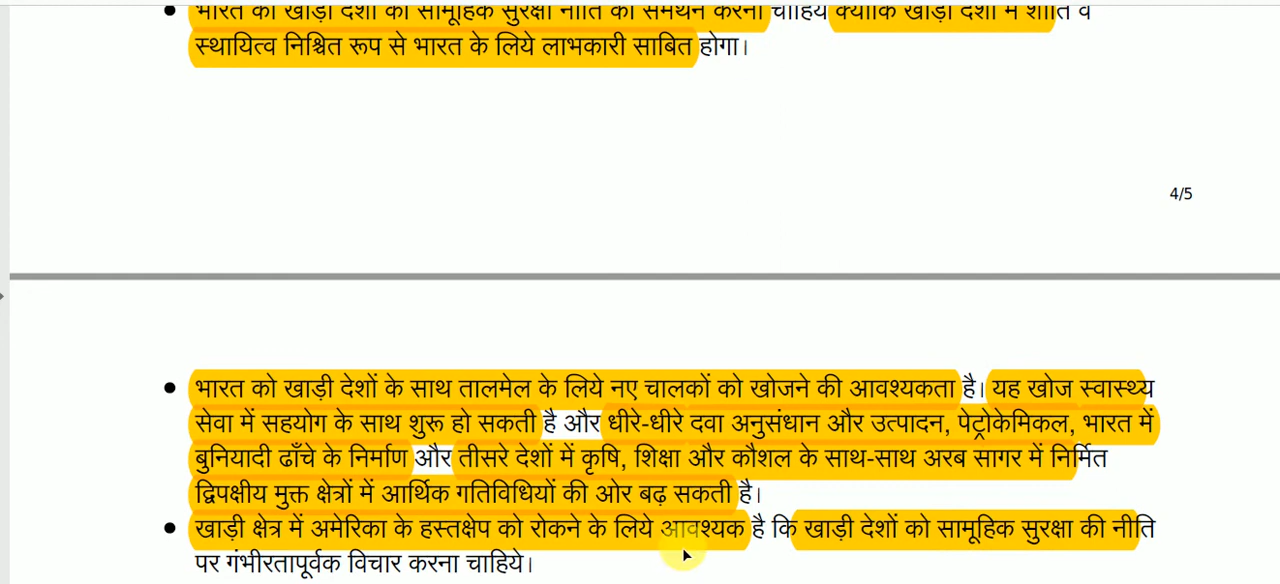 भारत को खाड़ी देशों की सामूहिक सुरक्षा नीति का समर्थन करना चाहिये क्योंकि खाड़ी देशों में शांति व
स्थायित्व निश्चित रूप से भारत के लिये लाभकारी साबित होगा।
4/5
भारत को खाड़ी देशों के साथ तालमेल के लिये नए चालकों को खोजने की आवश्यकता है। यह खोज स्वास्थ्य
सेवा में सहयोग के साथ शुरू हो सकती है और धीरे-धीरे दवा अनुसंधान और उत्पादन, पेट्रोकेमिकल, भारत में
बुनियादी ढाँचे के निर्माण और तीसरे देशों में कृषि, शिक्षा और कौशल के साथ-साथ अरब सागर में निर्मित
द्विपक्षीय मुक्त क्षेत्रों में आर्थिक गतिविधियों की ओर बढ़ सकती है।
खाड़ी क्षेत्र में अमेरिका के हस्तक्षेप को रोकने के लिये आवश्यक है कि खाड़ी देशों को सामूहिक सुरक्षा की नीति
पर गंभीरतापूर्वक विचार करना चाहिये।